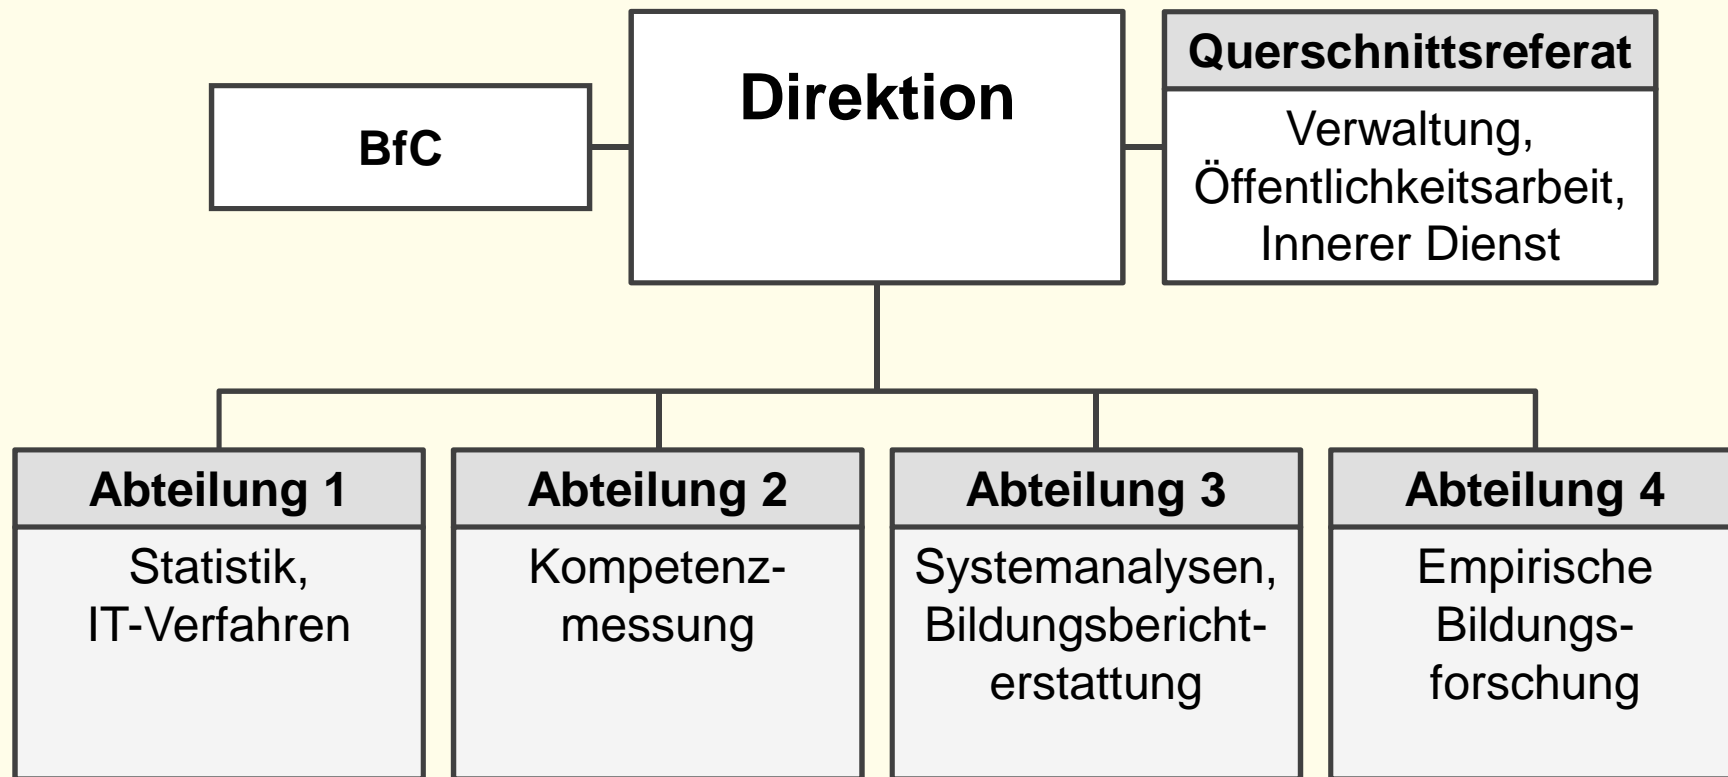 BfC
Direktion
Querschnittsreferat
Verwaltung,
Öffentlichkeitsarbeit,
Innerer Dienst
Abteilung 1
Statistik,
IT-Verfahren
Abteilung 2
Kompetenz-
messung
Abteilung 3
Systemanalysen,
Bildungsbericht-
erstattung
Abteilung 4
Empirische
Bildungs-
forschung